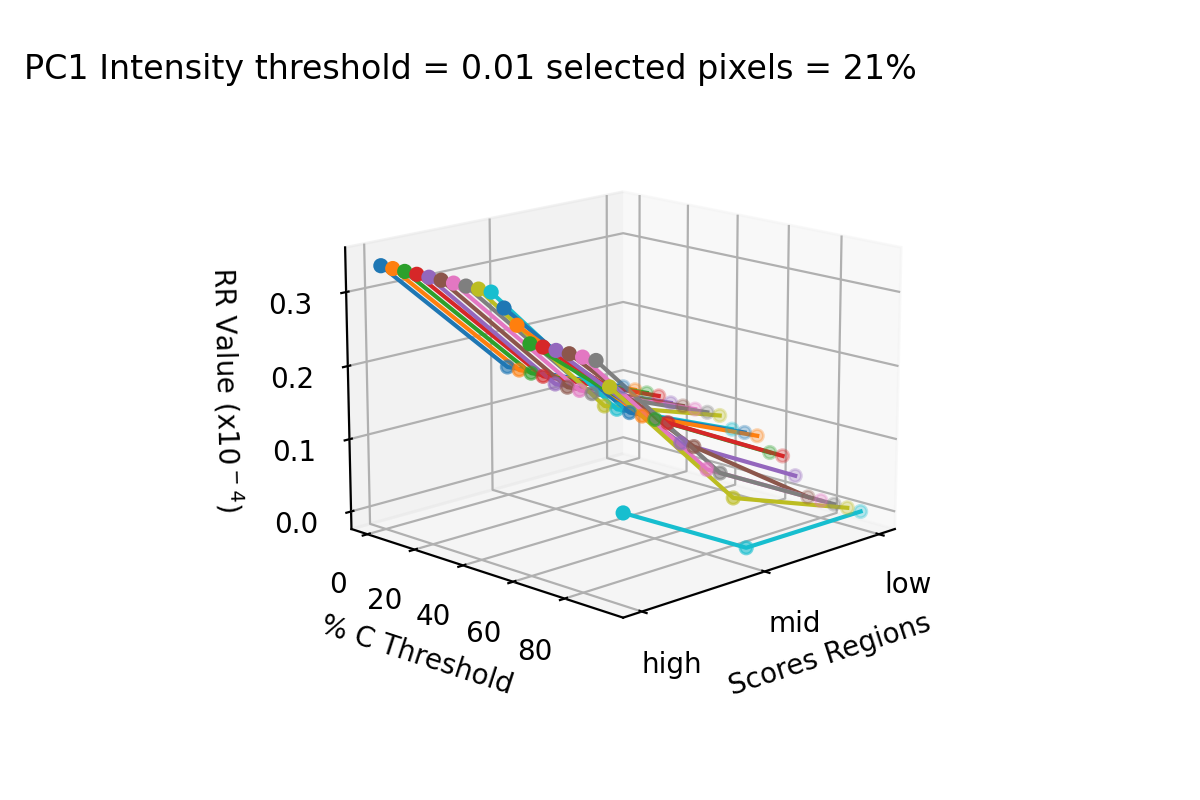 PC1 Intensity threshold = 0.01 selected pixels = 21%
RR Value (x10⁻⁴)
0.3
0.2
0.1
0.0
0
20
40
60
80
% C Threshold
high
mid
low
Scores Regions